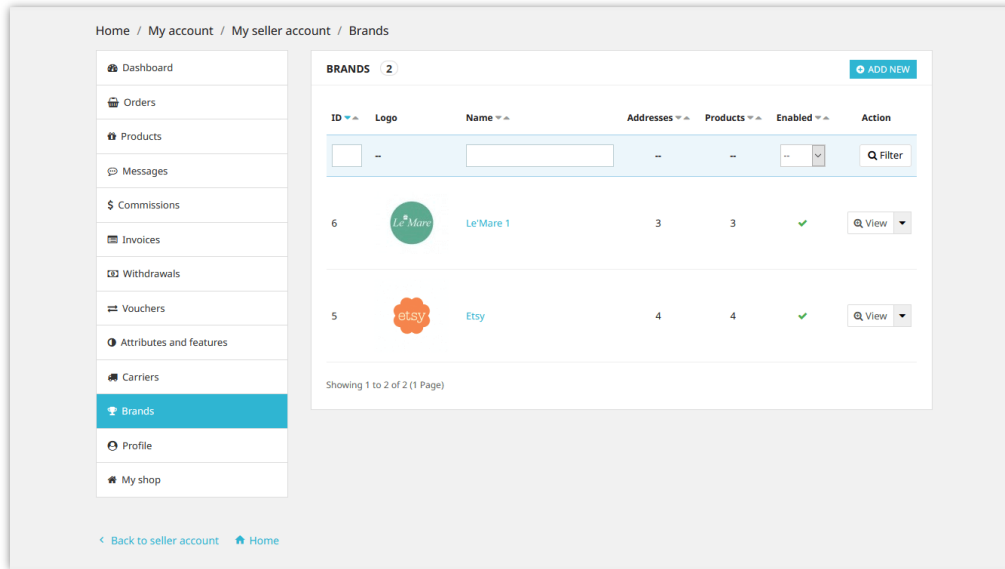 Home / My account / My seller account / Brands
Dashboard
Orders
Products
Messages
$ Commissions
Invoices
Withdrawals
Vouchers
Attributes and features
Carriers
Brands
Profile
My shop
BRANDS 2
ADD NEW
ID Logo Name Addresses Products Enabled Action
-- -- -- -- Filter
6 Le'Mare Le'Mare 1 3 3 View
5 etsy Etsy 4 4 View
Showing 1 to 2 of 2 (1 Page)
Back to seller account Home